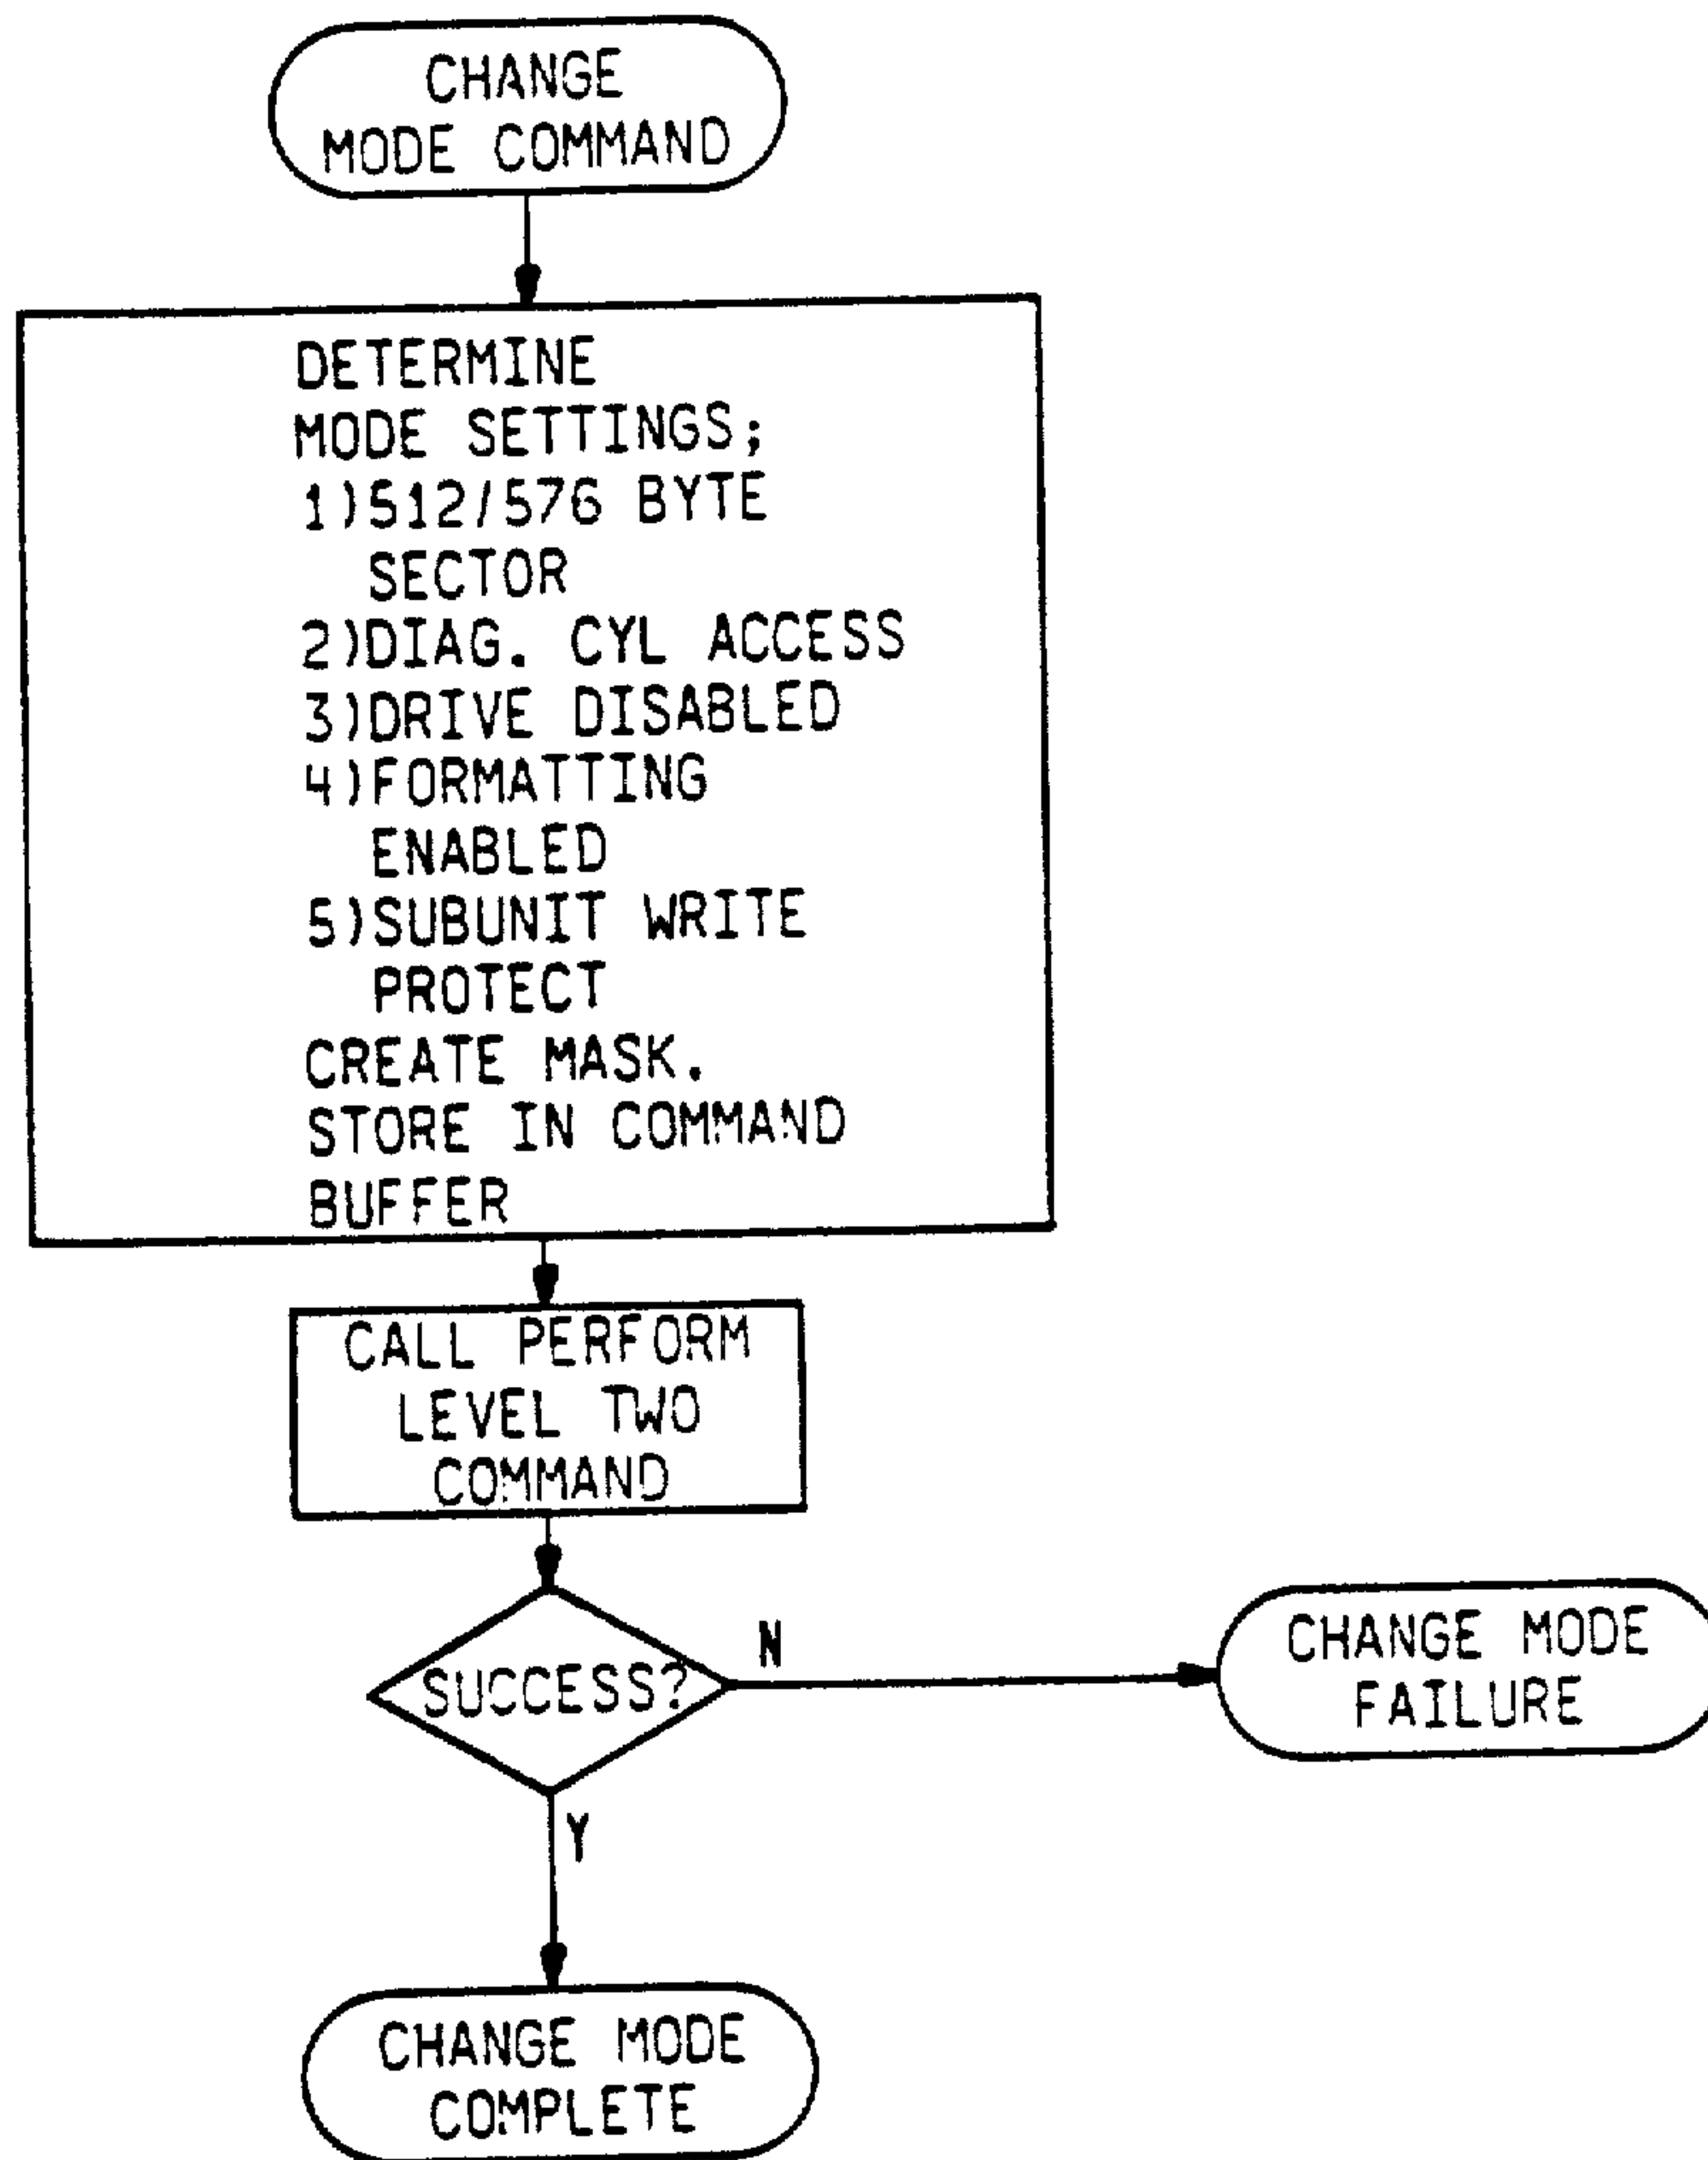 CHANGE
MODE COMMAND
DETERMINE
MODE SETTINGS;
1)512/576 BYTE
SECTOR
2)DIAG. CYL ACCESS
3)DRIVE DISABLED
4)FORMATTING
ENABLED
5)SUBUNIT WRITE
PROTECT
CREATE MASK.
STORE IN COMMAND
BUFFER
CALL PERFORM
LEVEL TWO
COMMAND
SUCCESS?
N
CHANGE MODE
FAILURE
Y
CHANGE MODE
COMPLETE